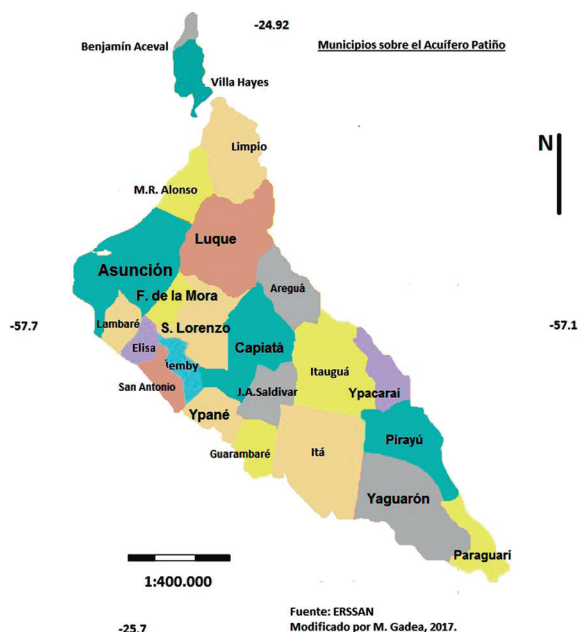 -24.92
Municipios sobre el Acuífero Patiño
Benjamín Aceval
Villa Hayes
Limpio
N
M.R. Alonso
Luque
Asunción
Areguá
F. de la Mora
Lambaré
S. Lorenzo
-57.7
-57.1
Elisa
Capiatá
Ñemby
Itauguá
San Antonio
J.A.Saldivar
Ypacaraí
Ypané
Pirayú
Guarambaré
Itá
Yaguarón
Paraguarí
1:400.000
Fuente: ERSSAN
-25.7
Modificado por M. Gadea, 2017.